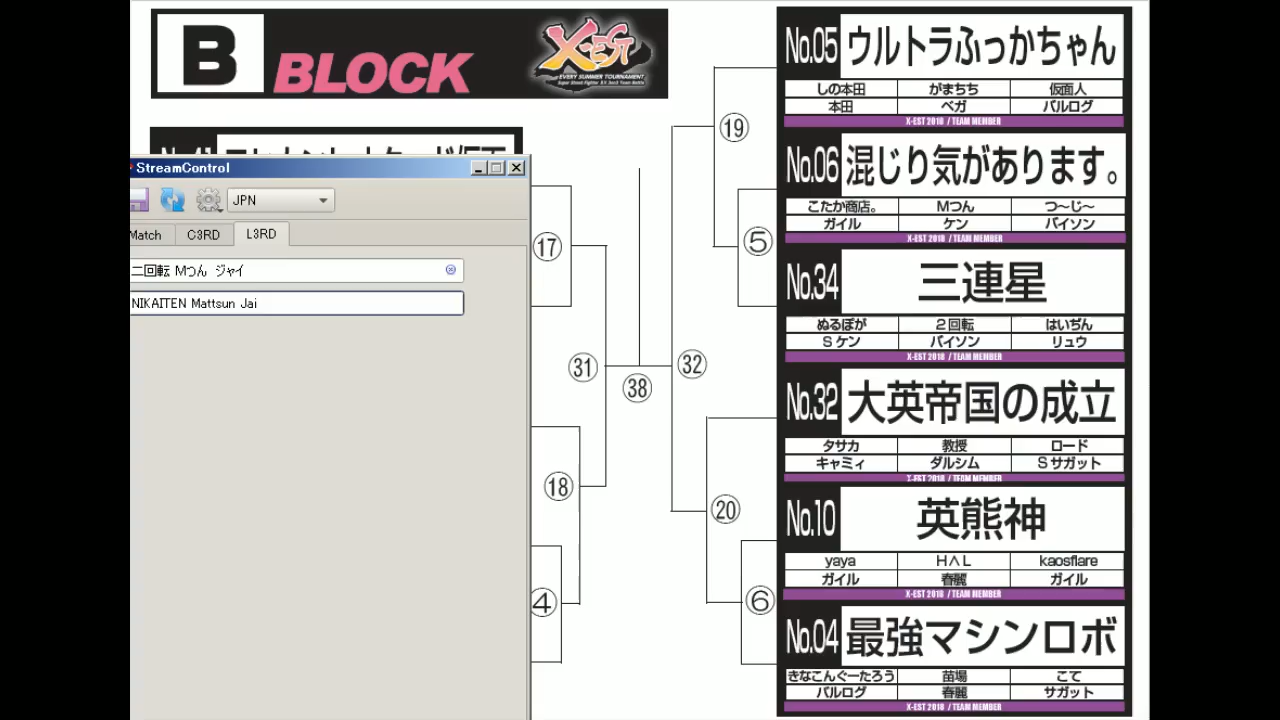 B BLOCK
X-EST
EVERY SUMMER TOURNAMENT
StreamControl
JPN
Match C3RD L3RD
二回転 Mつん ジャイ
NIKAITEN Mattsun Jai
17
31
38
18
4
19
5
32
20
6
No.05 ウルトラふっかちゃん
しの本田 がまちち 仮面人
本田 ベガ バルログ
X-EST 2018 / TEAM MEMBER
No.06 混じり気があります。
こたか商店。 Mつん つ～じ～
ガイル ケン バイソン
X-EST 2018 / TEAM MEMBER
No.34 三連星
ぬるぽが 2回転 はいぢん
Sケン バイソン リュウ
X-EST 2018 / TEAM MEMBER
No.32 大英帝国の成立
タサカ 教授 ロード
キャミィ ダルシム Sサガット
X-EST 2018 / TEAM MEMBER
No.10 英熊神
yaya H∧L kaosflare
ガイル 春麗 ガイル
X-EST 2018 / TEAM MEMBER
No.04 最強マシンロボ
きなこんぐーたろう 苗場 こて
バルログ 春麗 サガット
X-EST 2018 / TEAM MEMBER